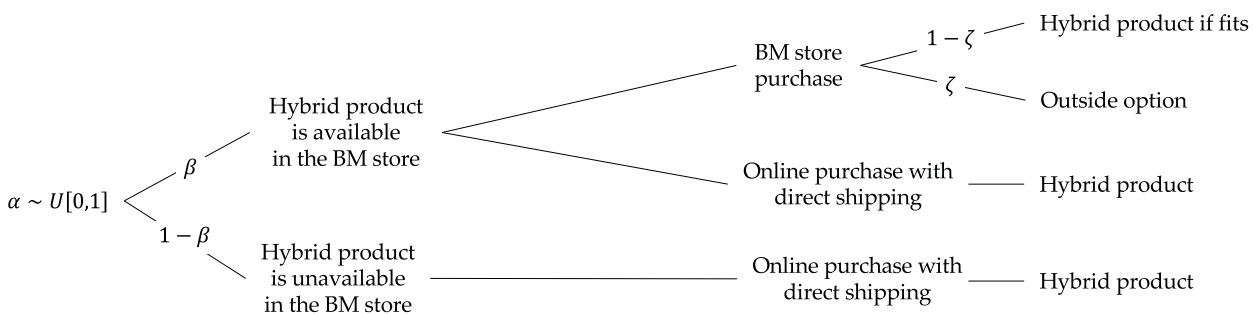 α ~ U[0,1]
β
1 − β
Hybrid product
is available
in the BM store
Hybrid product
is unavailable
in the BM store
BM store
purchase
1 − ζ
ζ
Hybrid product if fits
Outside option
Online purchase with
direct shipping
Hybrid product
Online purchase with
direct shipping
Hybrid product